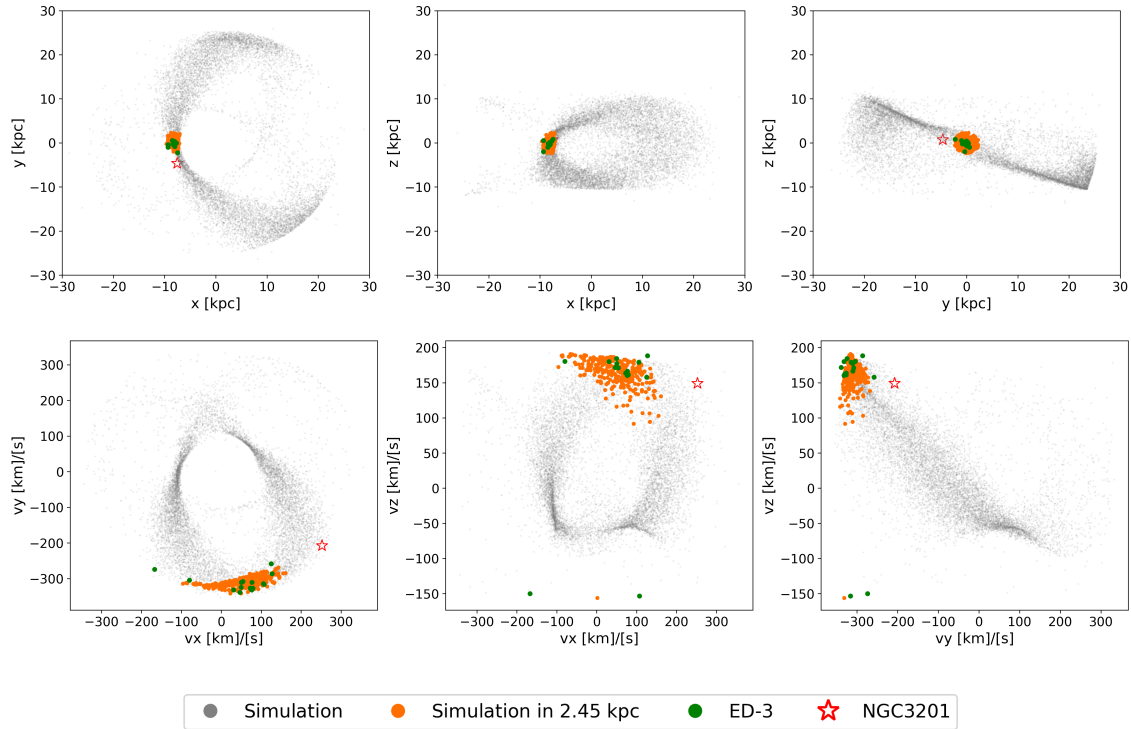 30
20
10
0
−10
−20
−30
y [kpc]
−30 −20 −10 0 10 20 30
x [kpc]
30
20
10
0
−10
−20
−30
z [kpc]
−30 −20 −10 0 10 20 30
x [kpc]
30
20
10
0
−10
−20
−30
z [kpc]
−30 −20 −10 0 10 20 30
y [kpc]
300
200
100
0
−100
−200
−300
vy [km]/[s]
−300 −200 −100 0 100 200 300
vx [km]/[s]
200
150
100
50
0
−50
−100
−150
vz [km]/[s]
−300 −200 −100 0 100 200 300
vx [km]/[s]
200
150
100
50
0
−50
−100
−150
vz [km]/[s]
−300 −200 −100 0 100 200 300
vy [km]/[s]
Simulation Simulation in 2.45 kpc ED-3 NGC3201